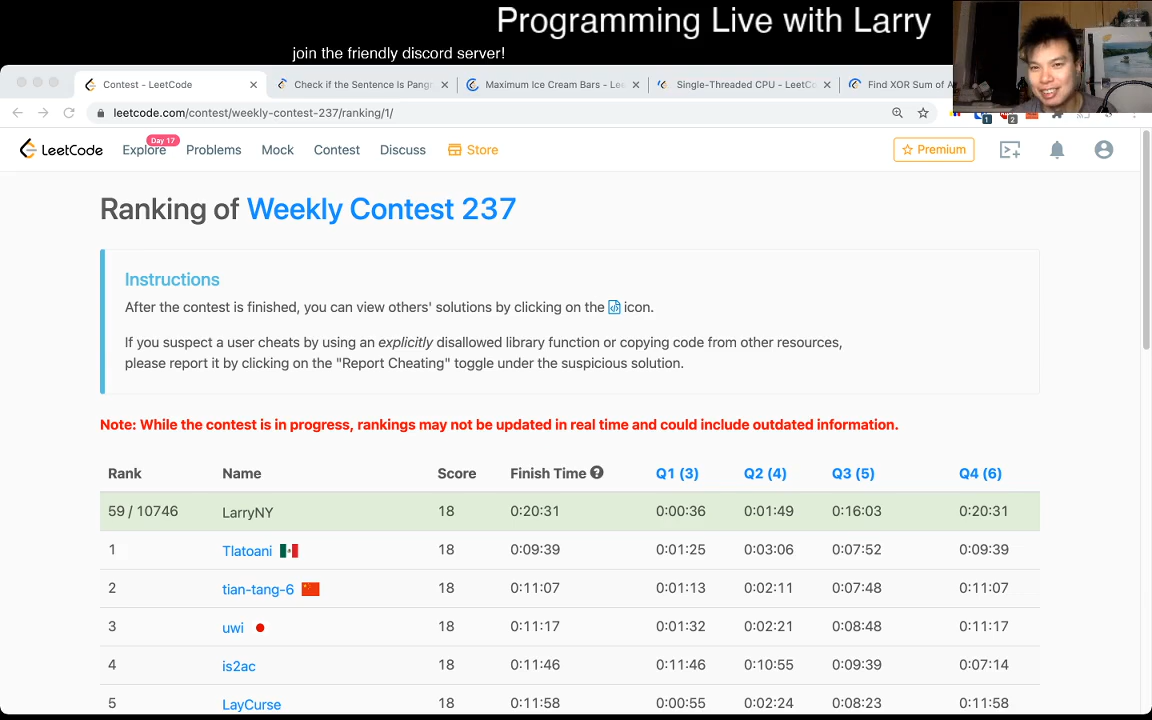 Programming Live with Larry
join the friendly discord server!
Contest - LeetCode
Check if the Sentence Is Pangr
Maximum Ice Cream Bars - Lee
Single-Threaded CPU - LeetCo
Find XOR Sum of A
leetcode.com/contest/weekly-contest-237/ranking/1/
1
2
LeetCode
Explore
Day 17
Problems
Mock
Contest
Discuss
Store
Premium
Ranking of Weekly Contest 237
Instructions
After the contest is finished, you can view others' solutions by clicking on the icon.
If you suspect a user cheats by using an explicitly disallowed library function or copying code from other resources,
please report it by clicking on the "Report Cheating" toggle under the suspicious solution.
Note: While the contest is in progress, rankings may not be updated in real time and could include outdated information.
Rank Name Score Finish Time ? Q1 (3) Q2 (4) Q3 (5) Q4 (6)
59 / 10746 LarryNY 18 0:20:31 0:00:36 0:01:49 0:16:03 0:20:31
1 Tlatoani 18 0:09:39 0:01:25 0:03:06 0:07:52 0:09:39
2 tian-tang-6 18 0:11:07 0:01:13 0:02:11 0:07:48 0:11:07
3 uwi 18 0:11:17 0:01:32 0:02:21 0:08:48 0:11:17
4 is2ac 18 0:11:46 0:11:46 0:10:55 0:09:39 0:07:14
5 LayCurse 18 0:11:58 0:00:55 0:02:24 0:08:23 0:11:58